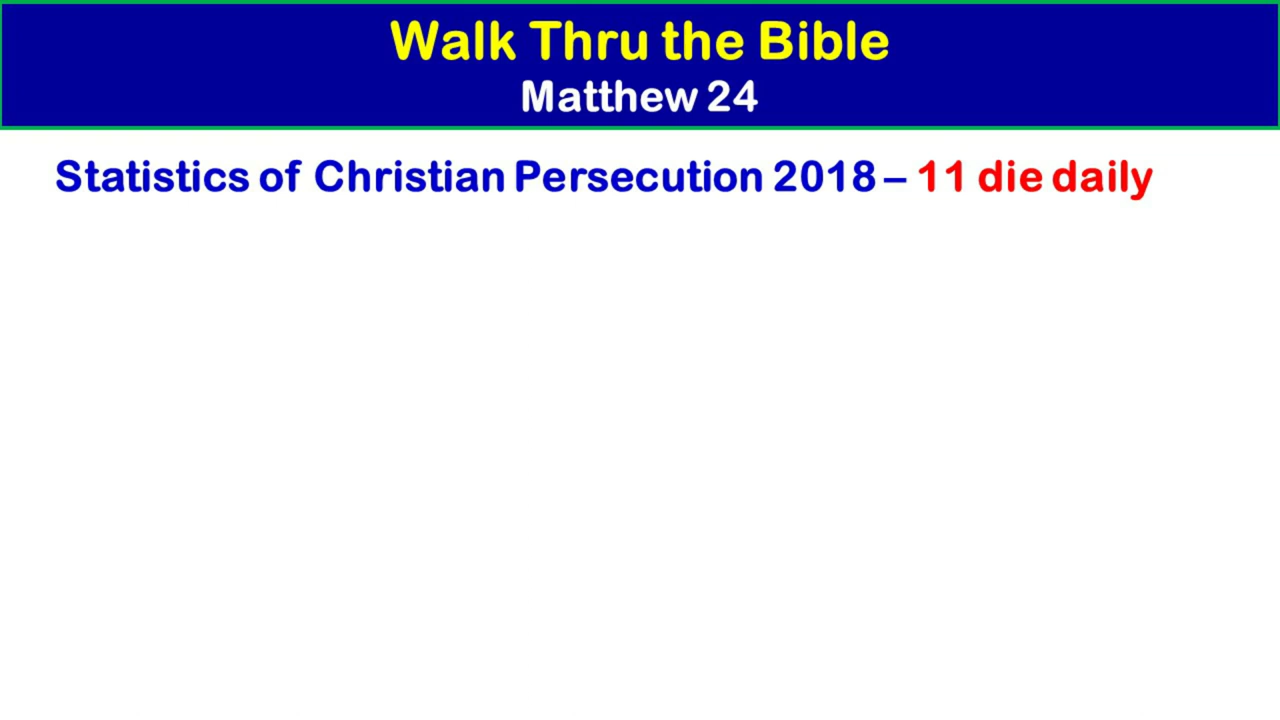 Walk Thru the Bible
Matthew 24
Statistics of Christian Persecution 2018 – 11 die daily